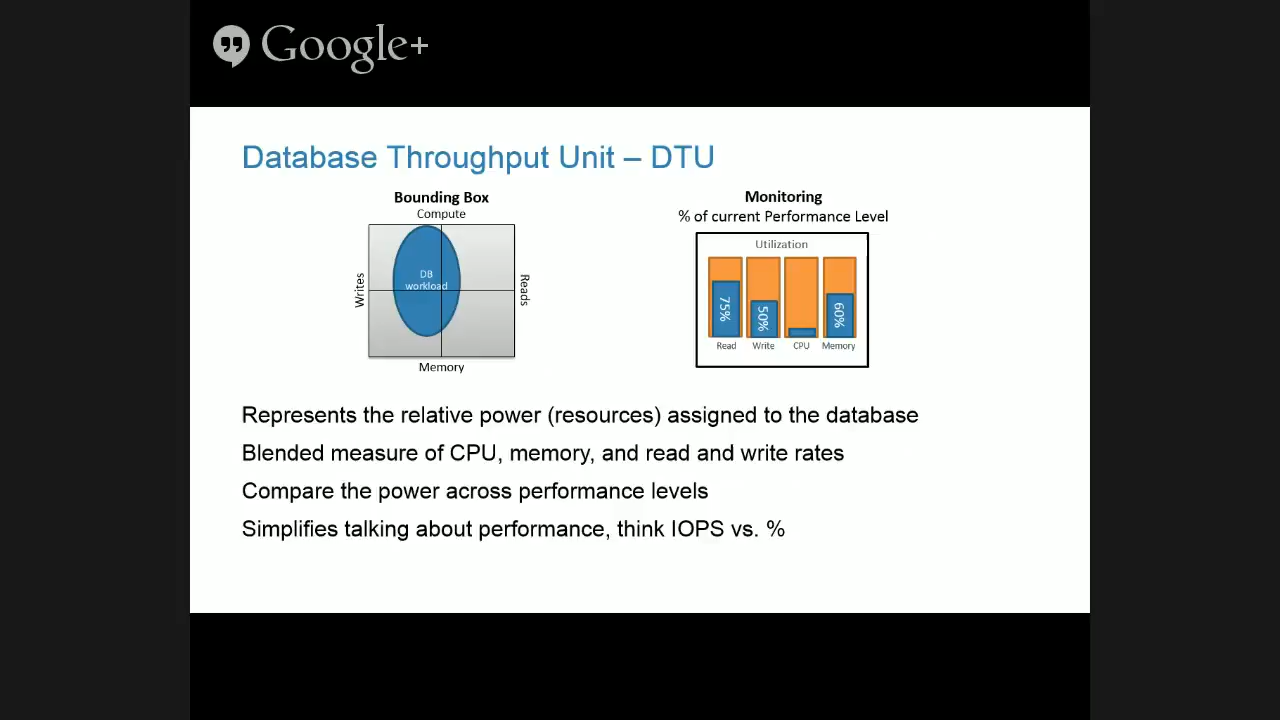 Google+
Database Throughput Unit – DTU
Bounding Box
Compute
Writes
DB
workload
Reads
Memory
Monitoring
% of current Performance Level
Utilization
75%
50%
60%
Read Write CPU Memory
Represents the relative power (resources) assigned to the database
Blended measure of CPU, memory, and read and write rates
Compare the power across performance levels
Simplifies talking about performance, think IOPS vs. %